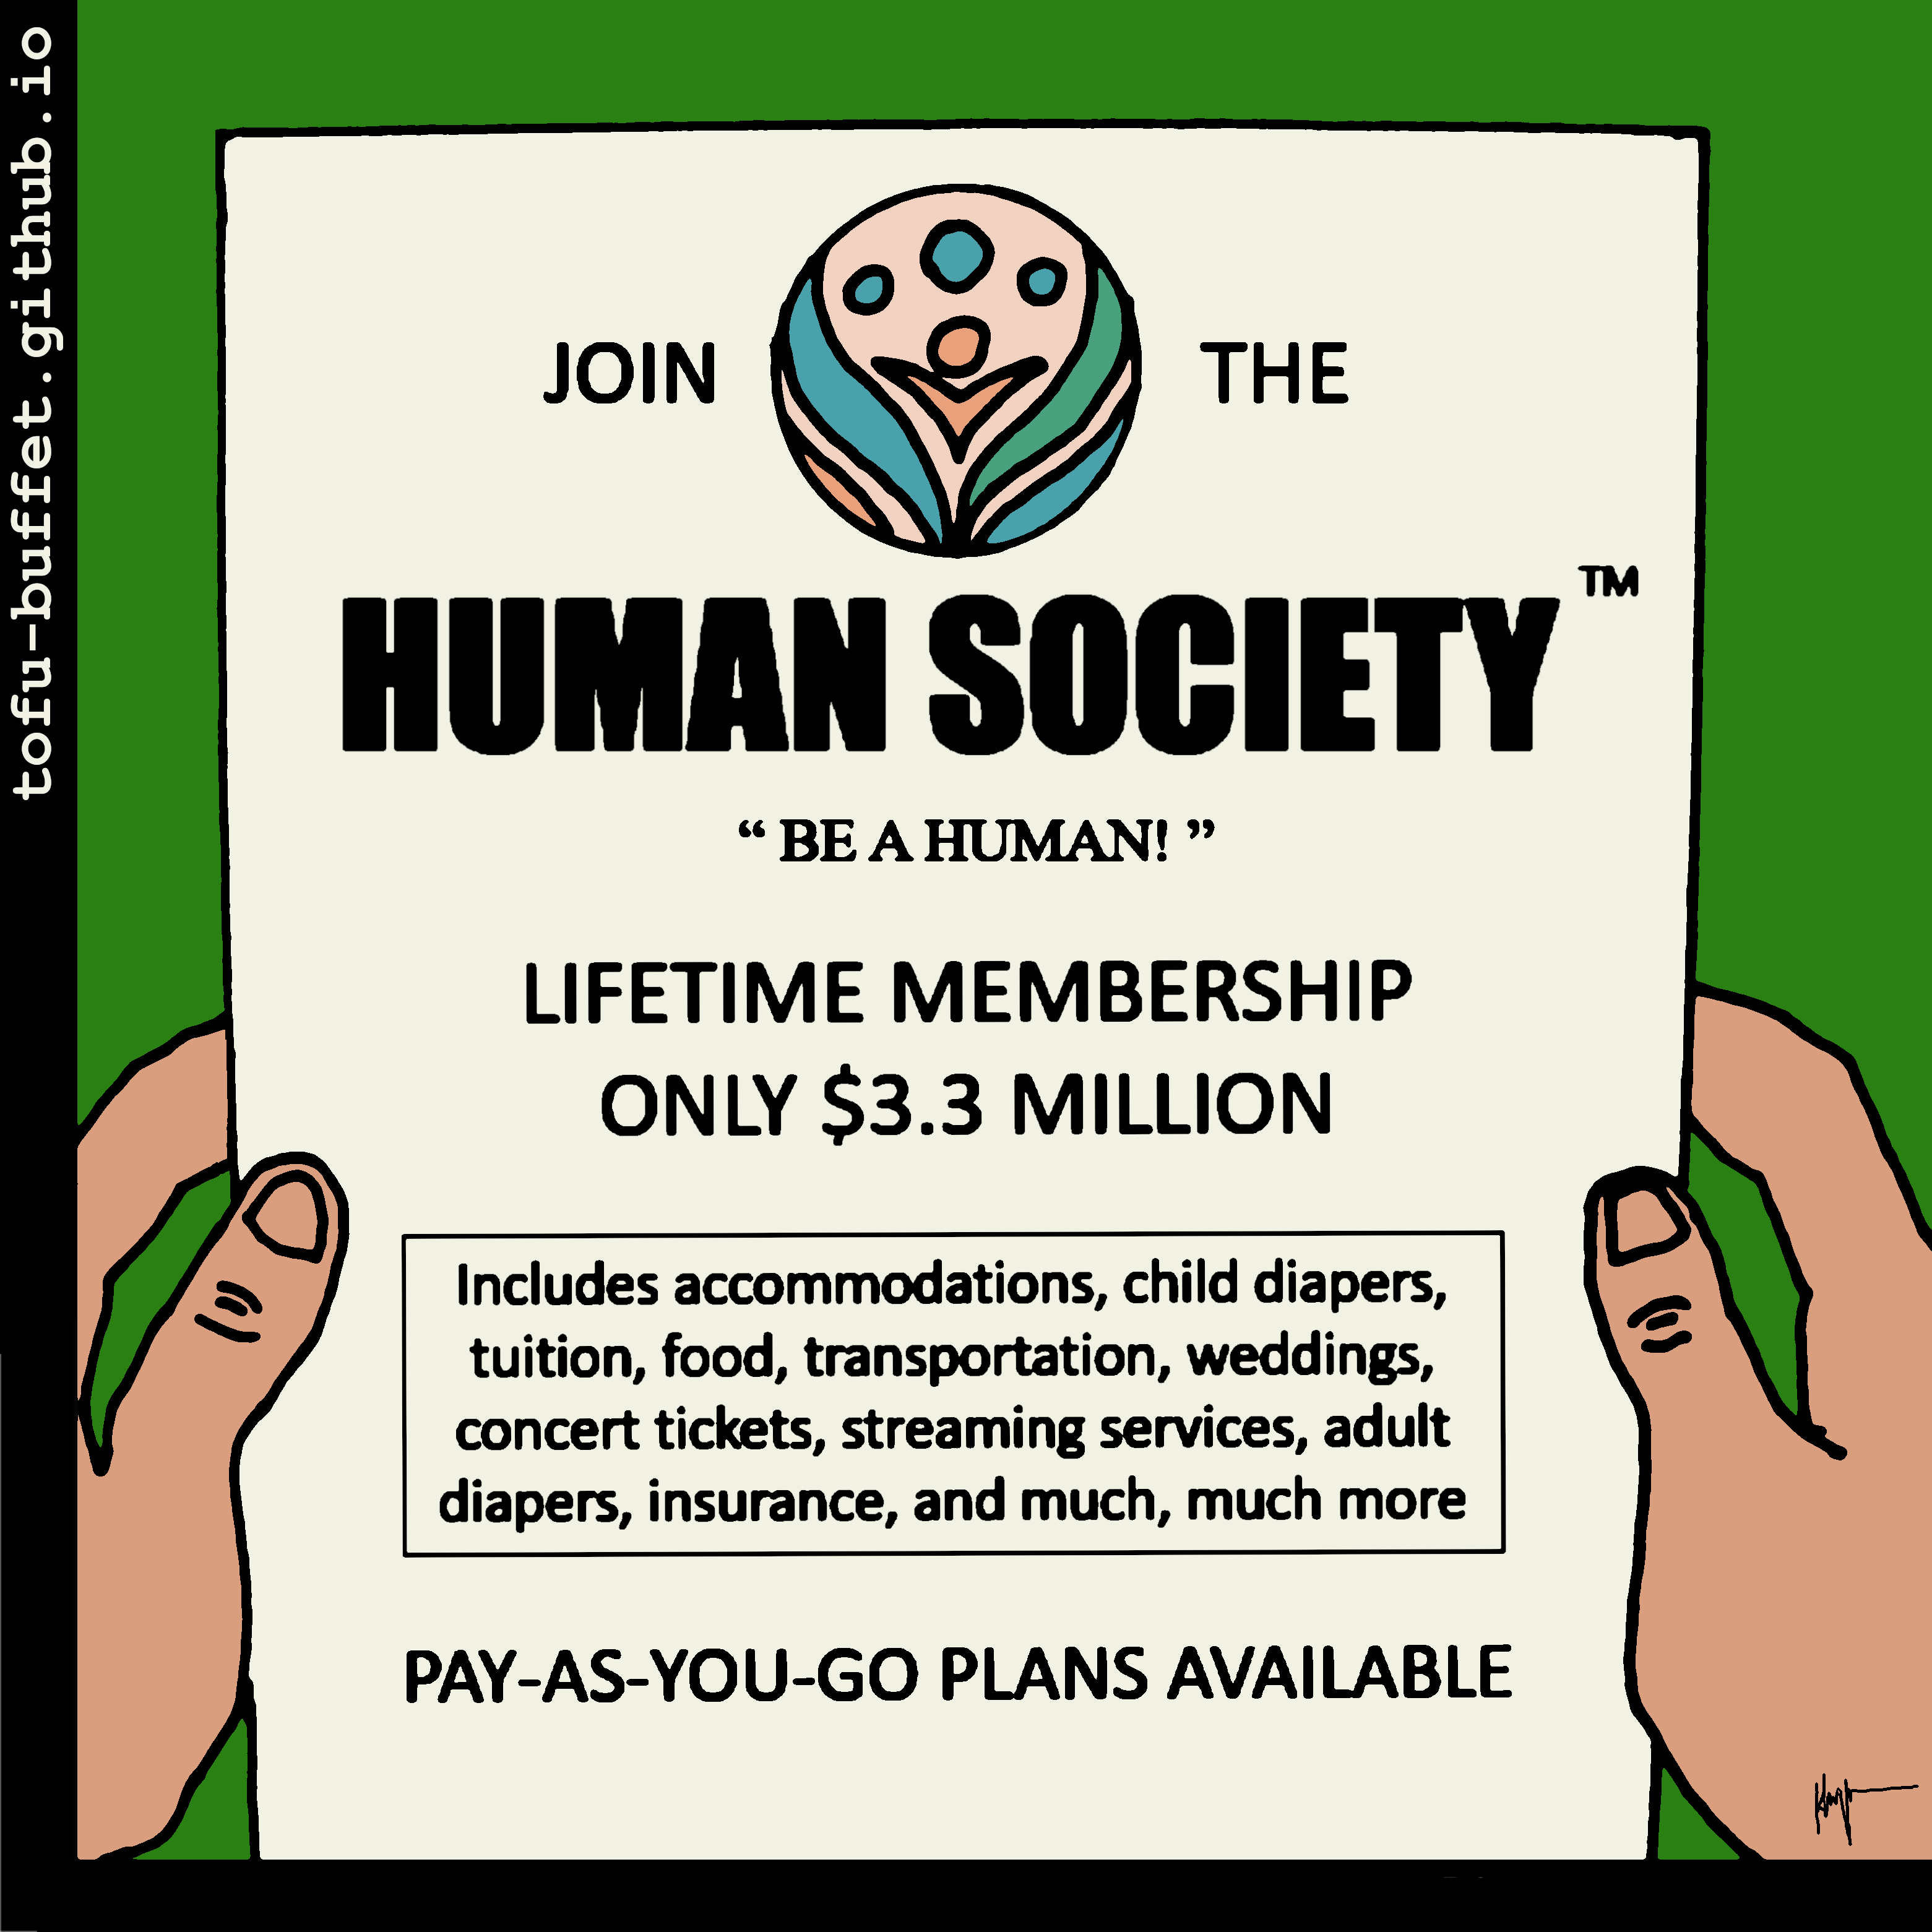 tofu-buffet.github.io
JOIN THE
HUMAN SOCIETY™
“BE A HUMAN!”
LIFETIME MEMBERSHIP
ONLY $3.3 MILLION
Includes accommodations, child diapers,
tuition, food, transportation, weddings,
concert tickets, streaming services, adult
diapers, insurance, and much, much more
PAY-AS-YOU-GO PLANS AVAILABLE